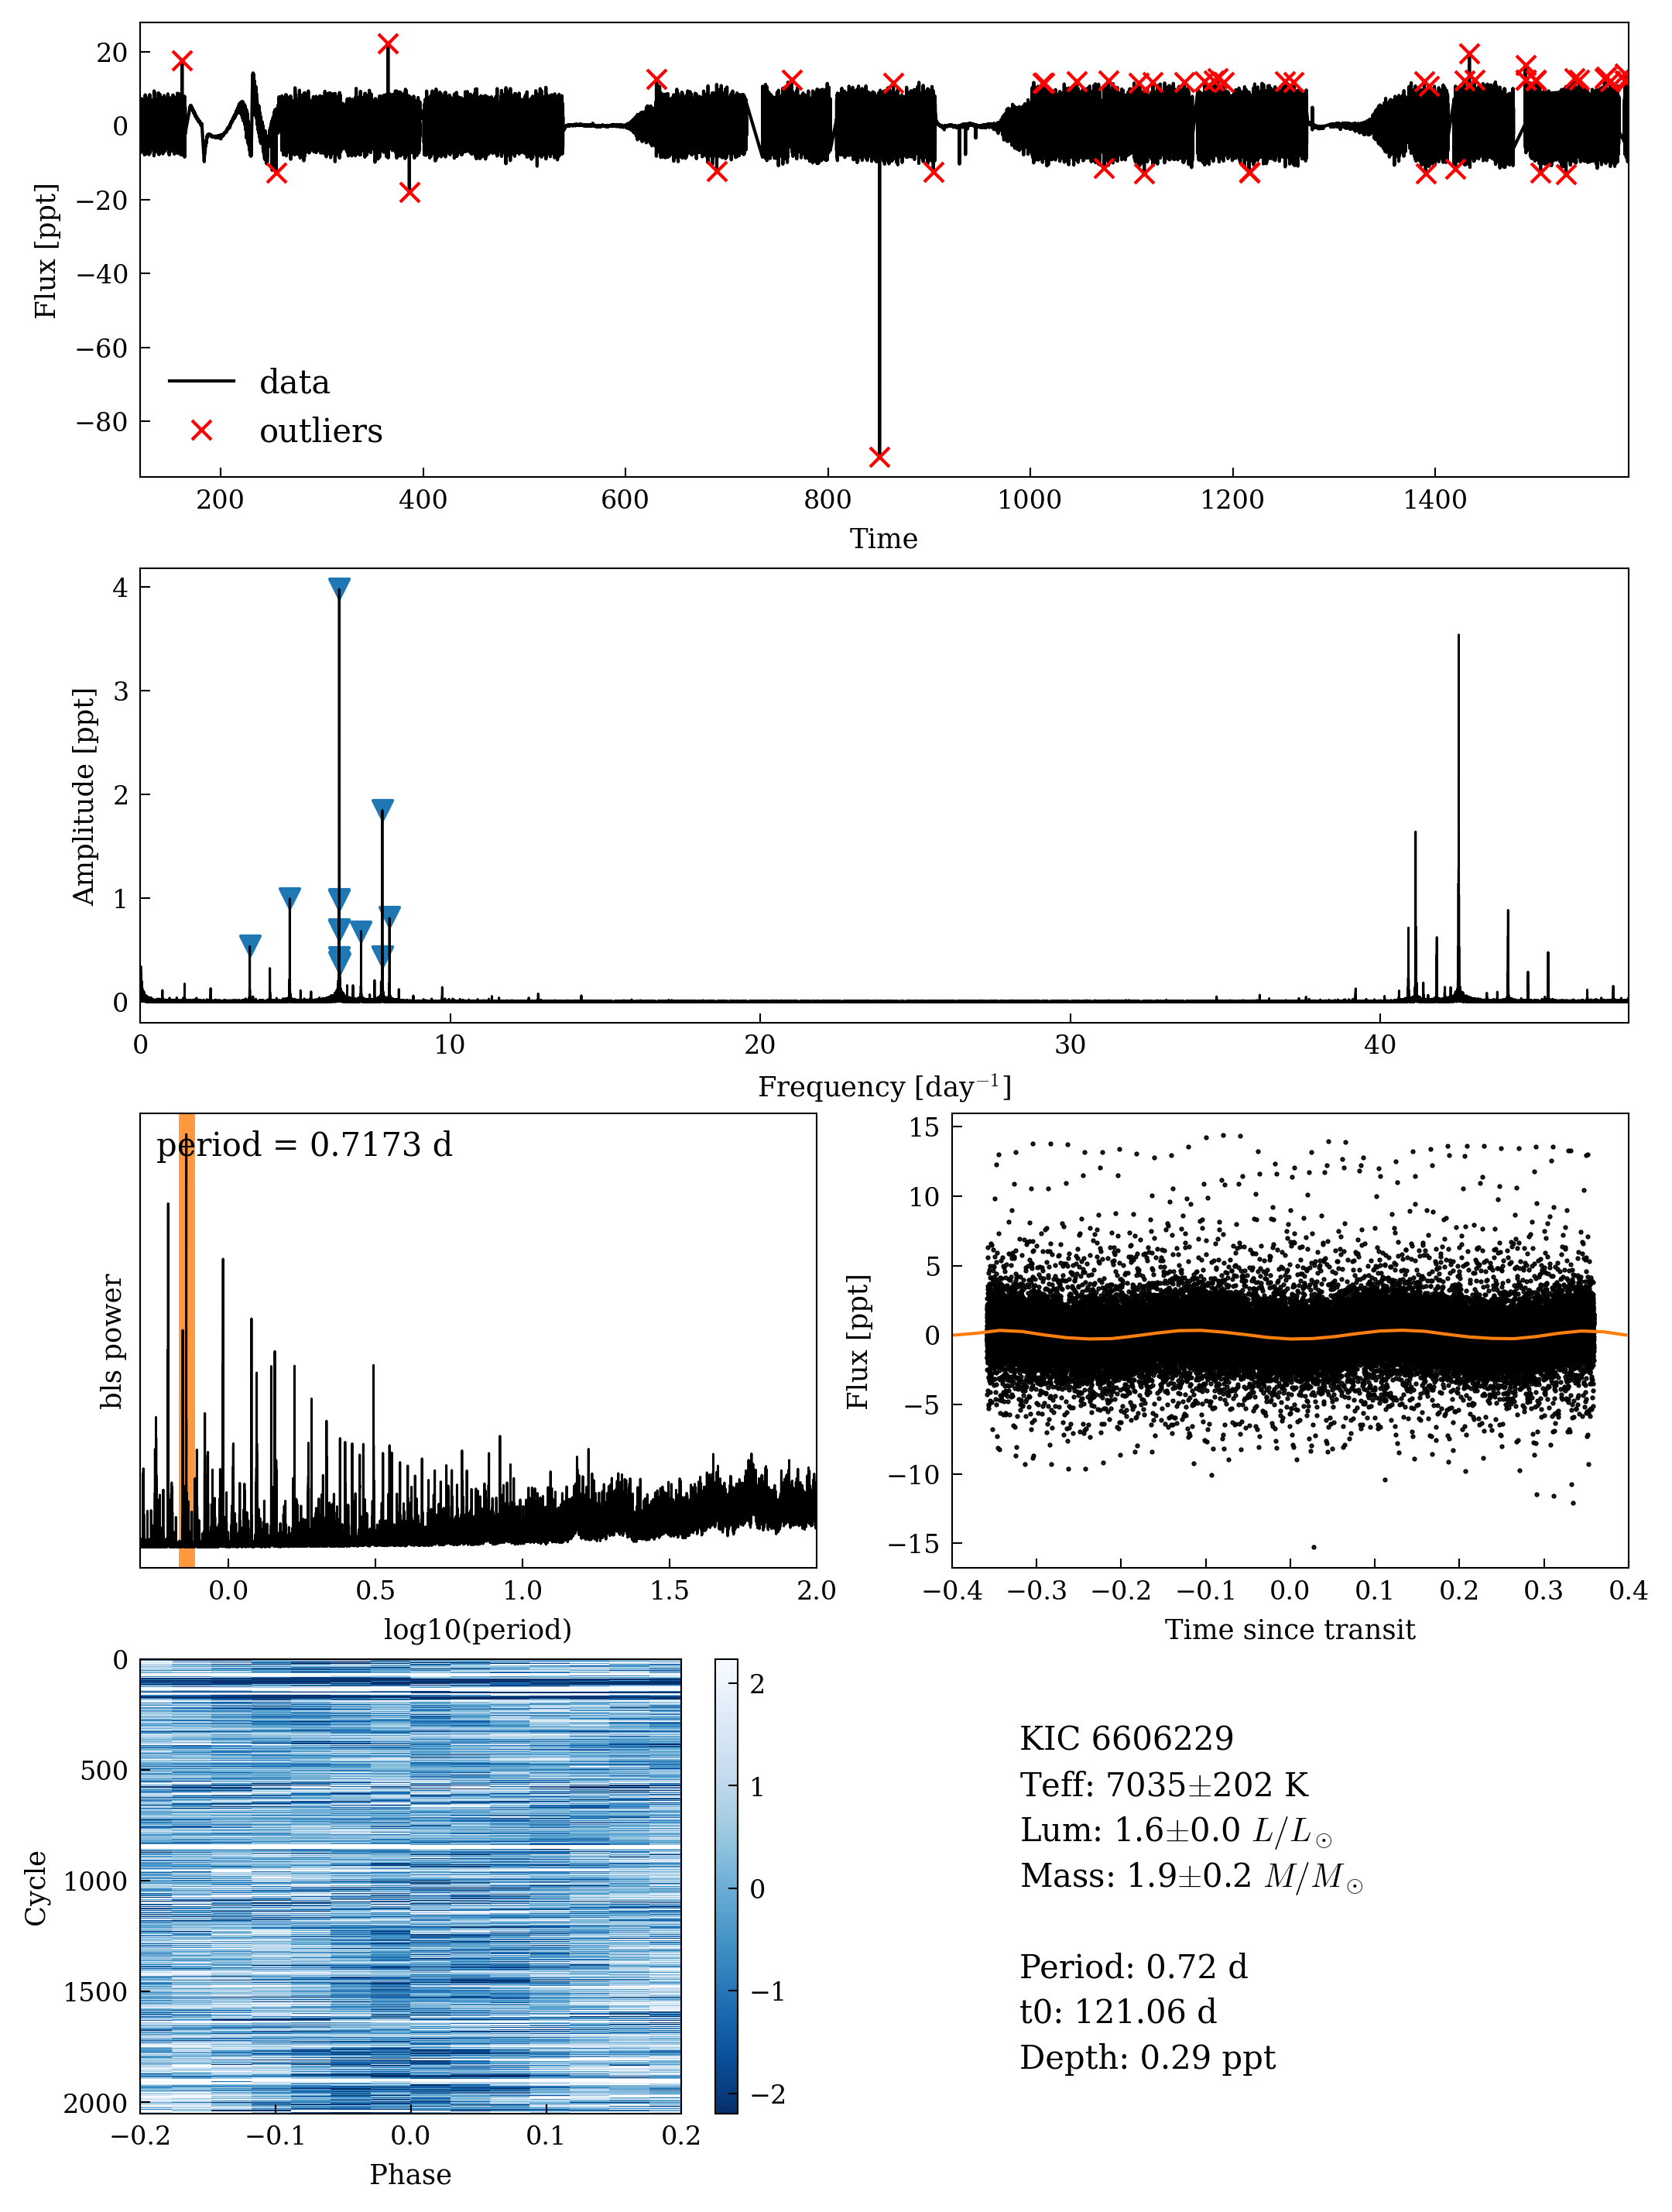 20
0
−20
−40
−60
−80
Flux [ppt]
data
outliers
200 400 600 800 1000 1200 1400
Time
4
3
2
1
0
Amplitude [ppt]
0 10 20 30 40
Frequency [day⁻¹]
period = 0.7173 d
bls power
0.0 0.5 1.0 1.5 2.0
log10(period)
15
10
5
0
−5
−10
−15
Flux [ppt]
−0.4 −0.3 −0.2 −0.1 0.0 0.1 0.2 0.3 0.4
Time since transit
0
500
1000
1500
2000
Cycle
−0.2 −0.1 0.0 0.1 0.2
Phase
2
1
0
−1
−2
KIC 6606229
Teff: 7035±202 K
Lum: 1.6±0.0 L/L☉
Mass: 1.9±0.2 M/M☉
Period: 0.72 d
t0: 121.06 d
Depth: 0.29 ppt